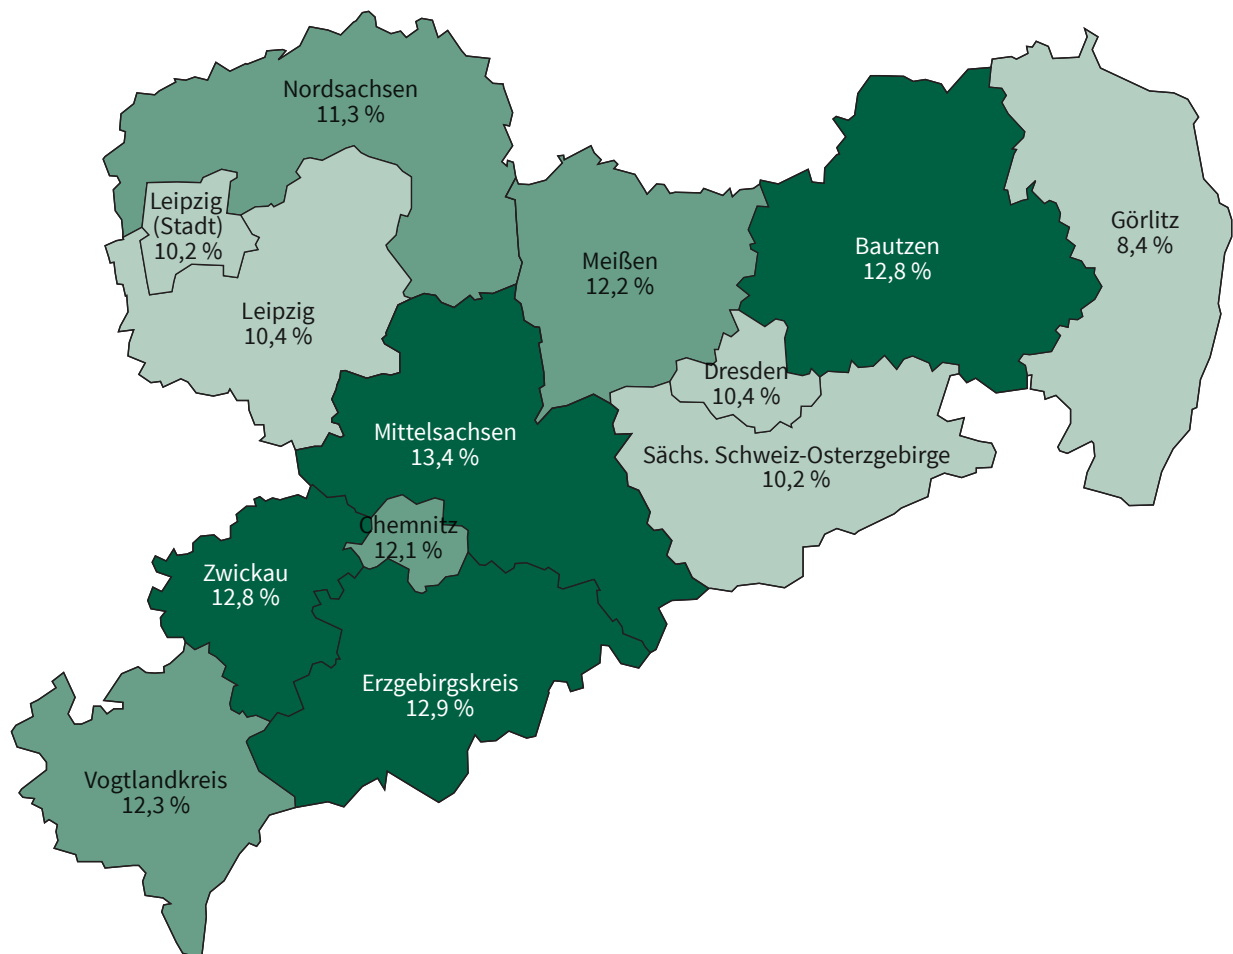 Nordsachsen
11,3 %
Leipzig
(Stadt)
10,2 %
Leipzig
10,4 %
Meißen
12,2 %
Bautzen
12,8 %
Görlitz
8,4 %
Dresden
10,4 %
Mittelsachsen
13,4 %
Sächs. Schweiz-Osterzgebirge
10,2 %
Chemnitz
12,1 %
Zwickau
12,8 %
Erzgebirgskreis
12,9 %
Vogtlandkreis
12,3 %